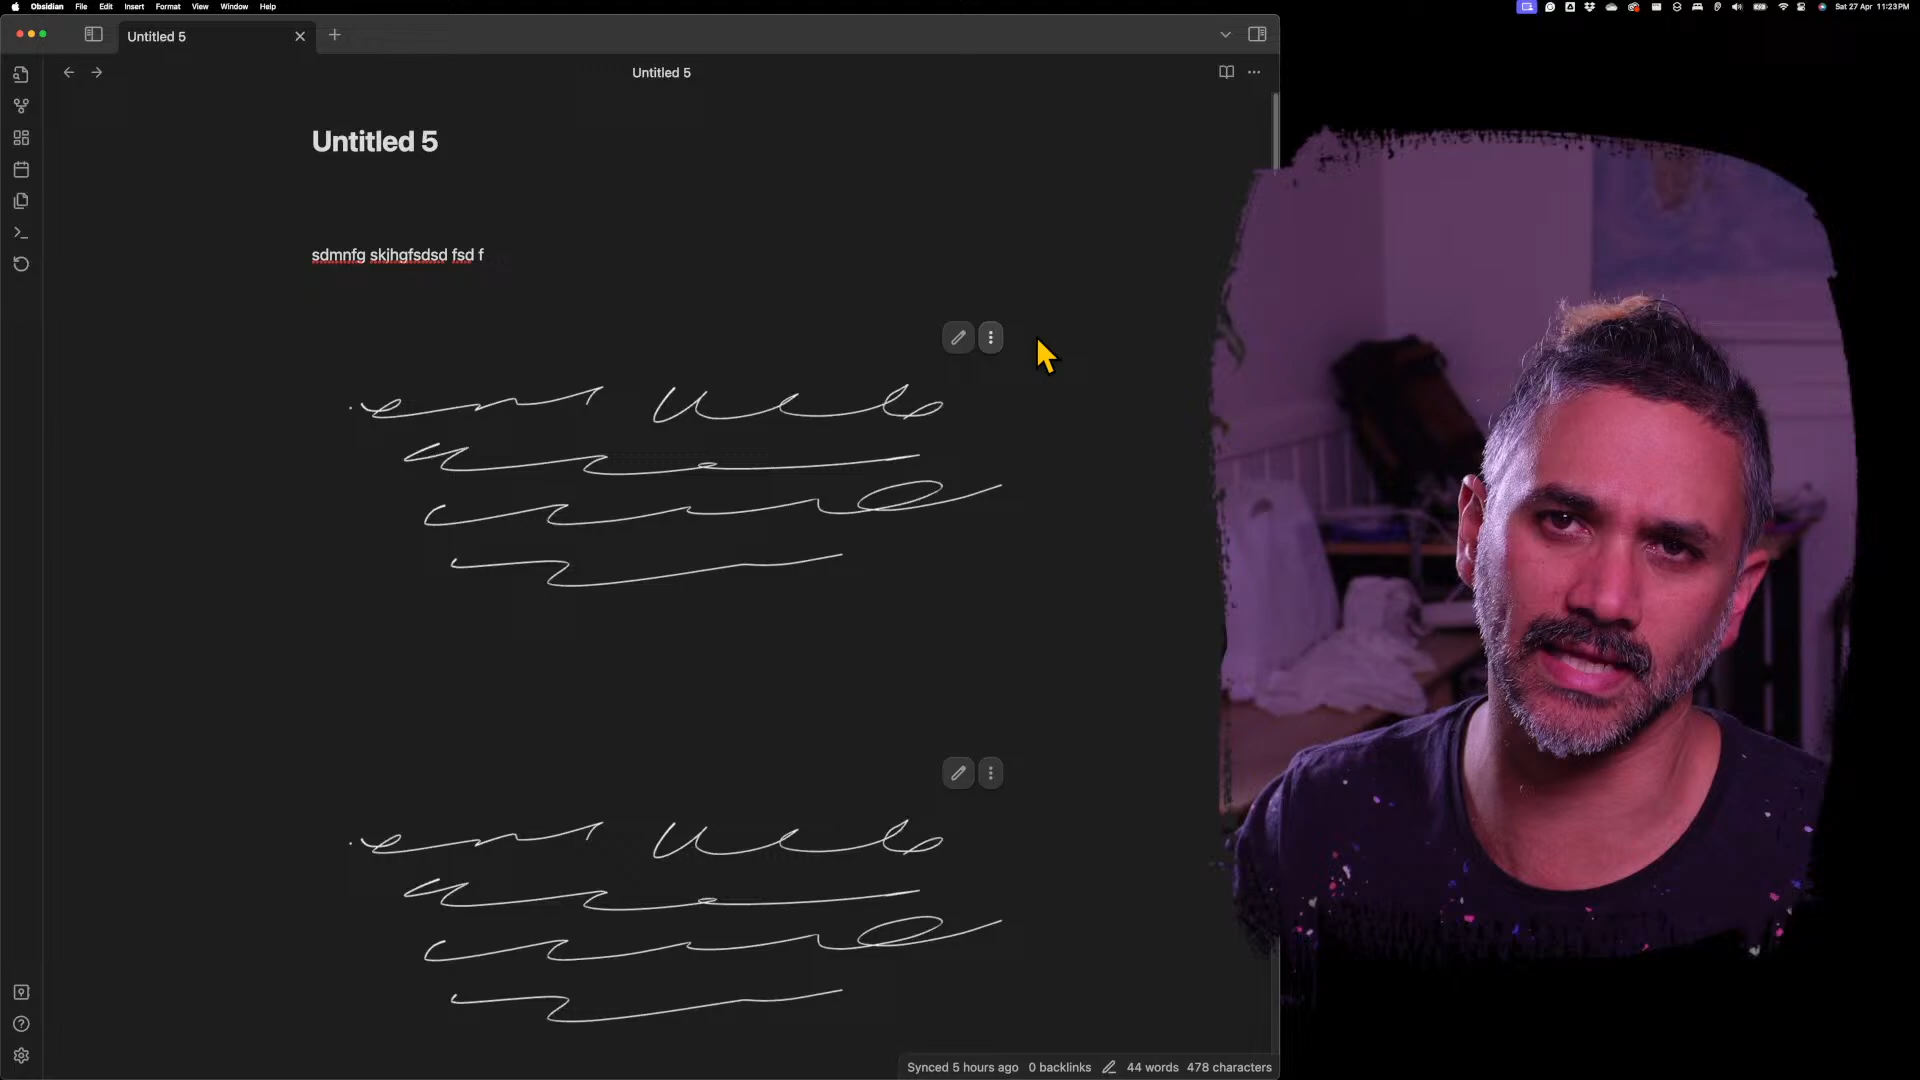 Obsidian File Edit Insert Format View Window Help Sat 27 Apr 11:23PM
Untitled 5
Untitled 5
Untitled 5
sdmnfg skjhgfsdsd fsd f
Synced 5 hours ago 0 backlinks 44 words 478 characters